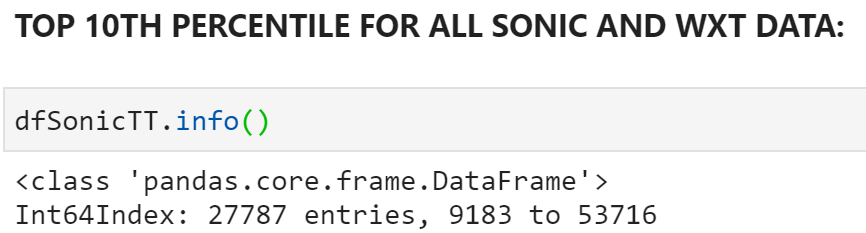 TOP 10TH PERCENTILE FOR ALL SONIC AND WXT DATA:
dfSonicTT.info()
<class 'pandas.core.frame.DataFrame'>
Int64Index: 27787 entries, 9183 to 53716